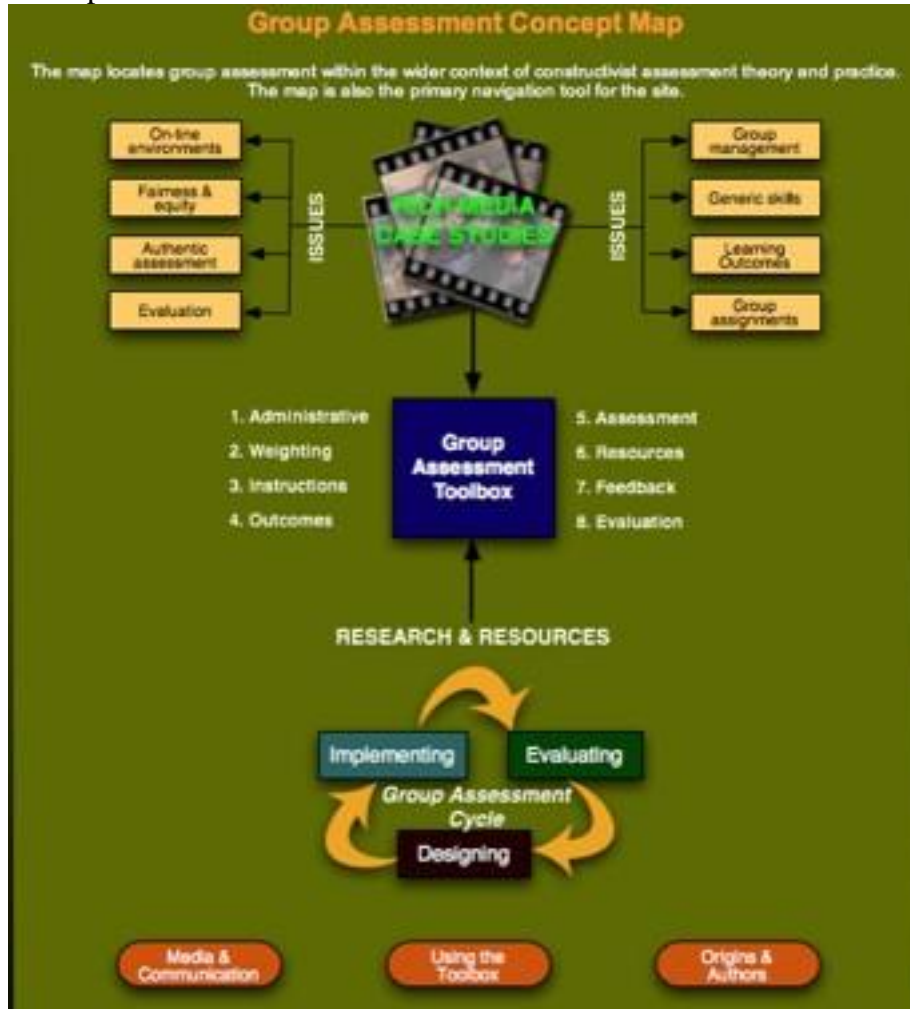 Group Assessment Concept Map
The map locates group assessment within the wider context of constructivist assessment theory and practice.
The map is also the primary navigation tool for the site.
On-line
environments
Fairness &
equity
Authentic
assessment
Evaluation
ISSUES
RICH-MEDIA
CASE STUDIES
ISSUES
Group
management
Generic skills
Learning
Outcomes
Group
assignments
1. Administrative
2. Weighting
3. Instructions
4. Outcomes
Group
Assessment
Toolbox
5. Assessment
6. Resources
7. Feedback
8. Evaluation
RESEARCH & RESOURCES
Implementing
Evaluating
Group Assessment
Cycle
Designing
Media &
Communication
Using the
Toolbox
Origins &
Authors